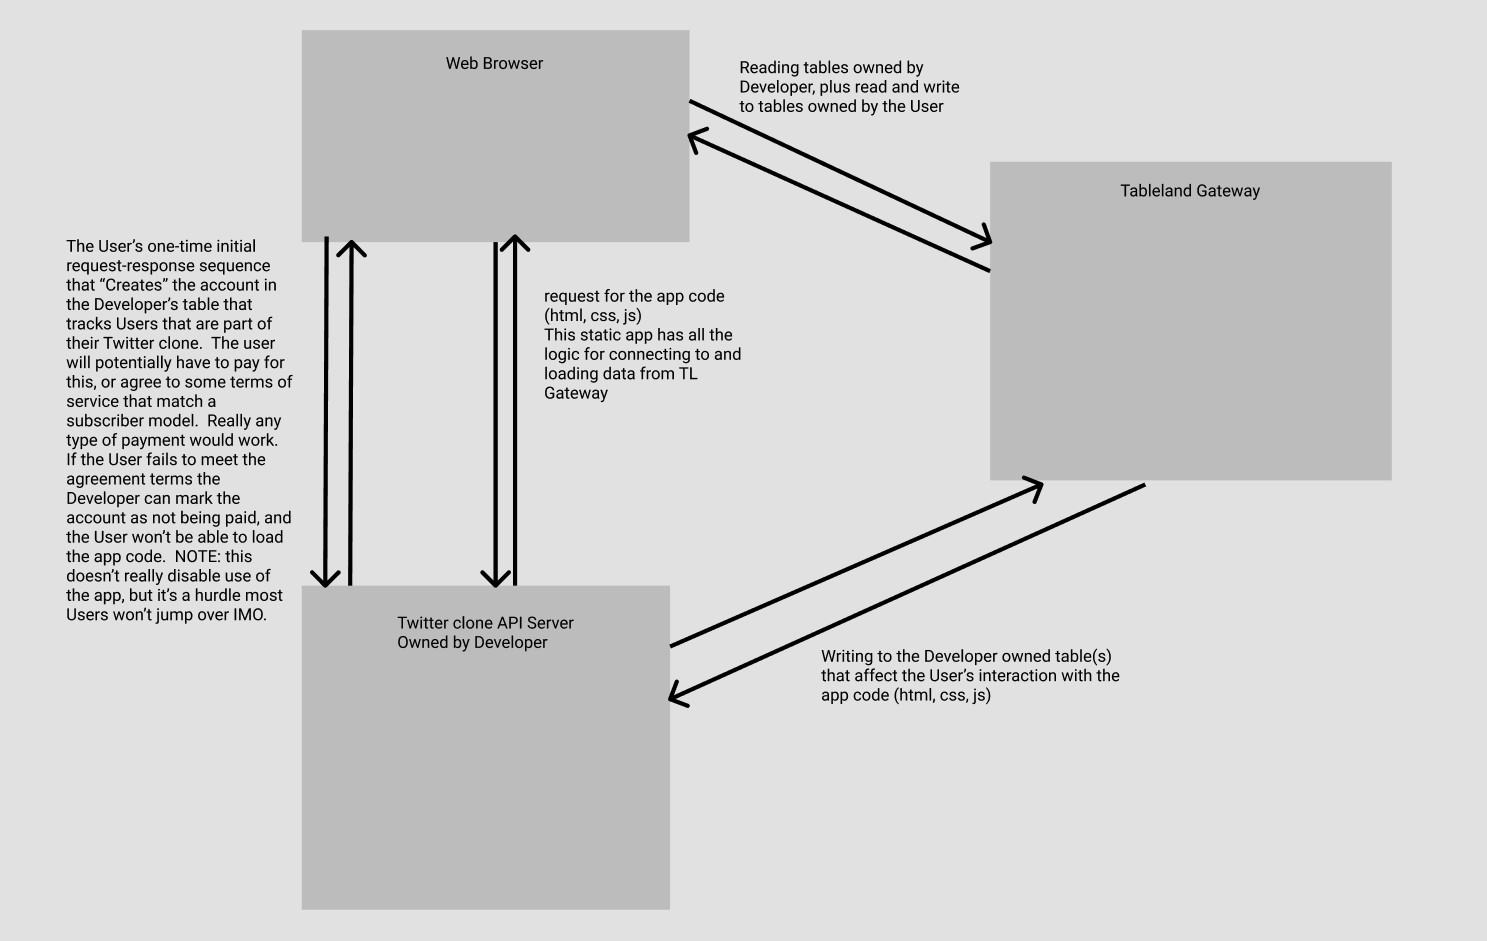 Web Browser
Reading tables owned by
Developer, plus read and write
to tables owned by the User
Tableland Gateway
The User’s one-time initial
request-response sequence
that “Creates” the account in
the Developer’s table that
tracks Users that are part of
their Twitter clone.  The user
will potentially have to pay for
this, or agree to some terms of
service that match a
subscriber model.  Really any
type of payment would work.
If the User fails to meet the
agreement terms the
Developer can mark the
account as not being paid, and
the User won’t be able to load
the app code.  NOTE: this
doesn’t really disable use of
the app, but it’s a hurdle most
Users won’t jump over IMO.
request for the app code
(html, css, js)
This static app has all the
logic for connecting to and
loading data from TL
Gateway
Twitter clone API Server
Owned by Developer
Writing to the Developer owned table(s)
that affect the User’s interaction with the
app code (html, css, js)